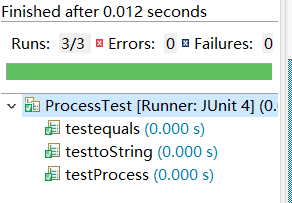 Finished after 0.012 seconds
Runs: 3/3 Errors: 0 Failures: 0
ProcessTest [Runner: JUnit 4] (0.
testequals (0.000 s)
testtoString (0.000 s)
testProcess (0.000 s)